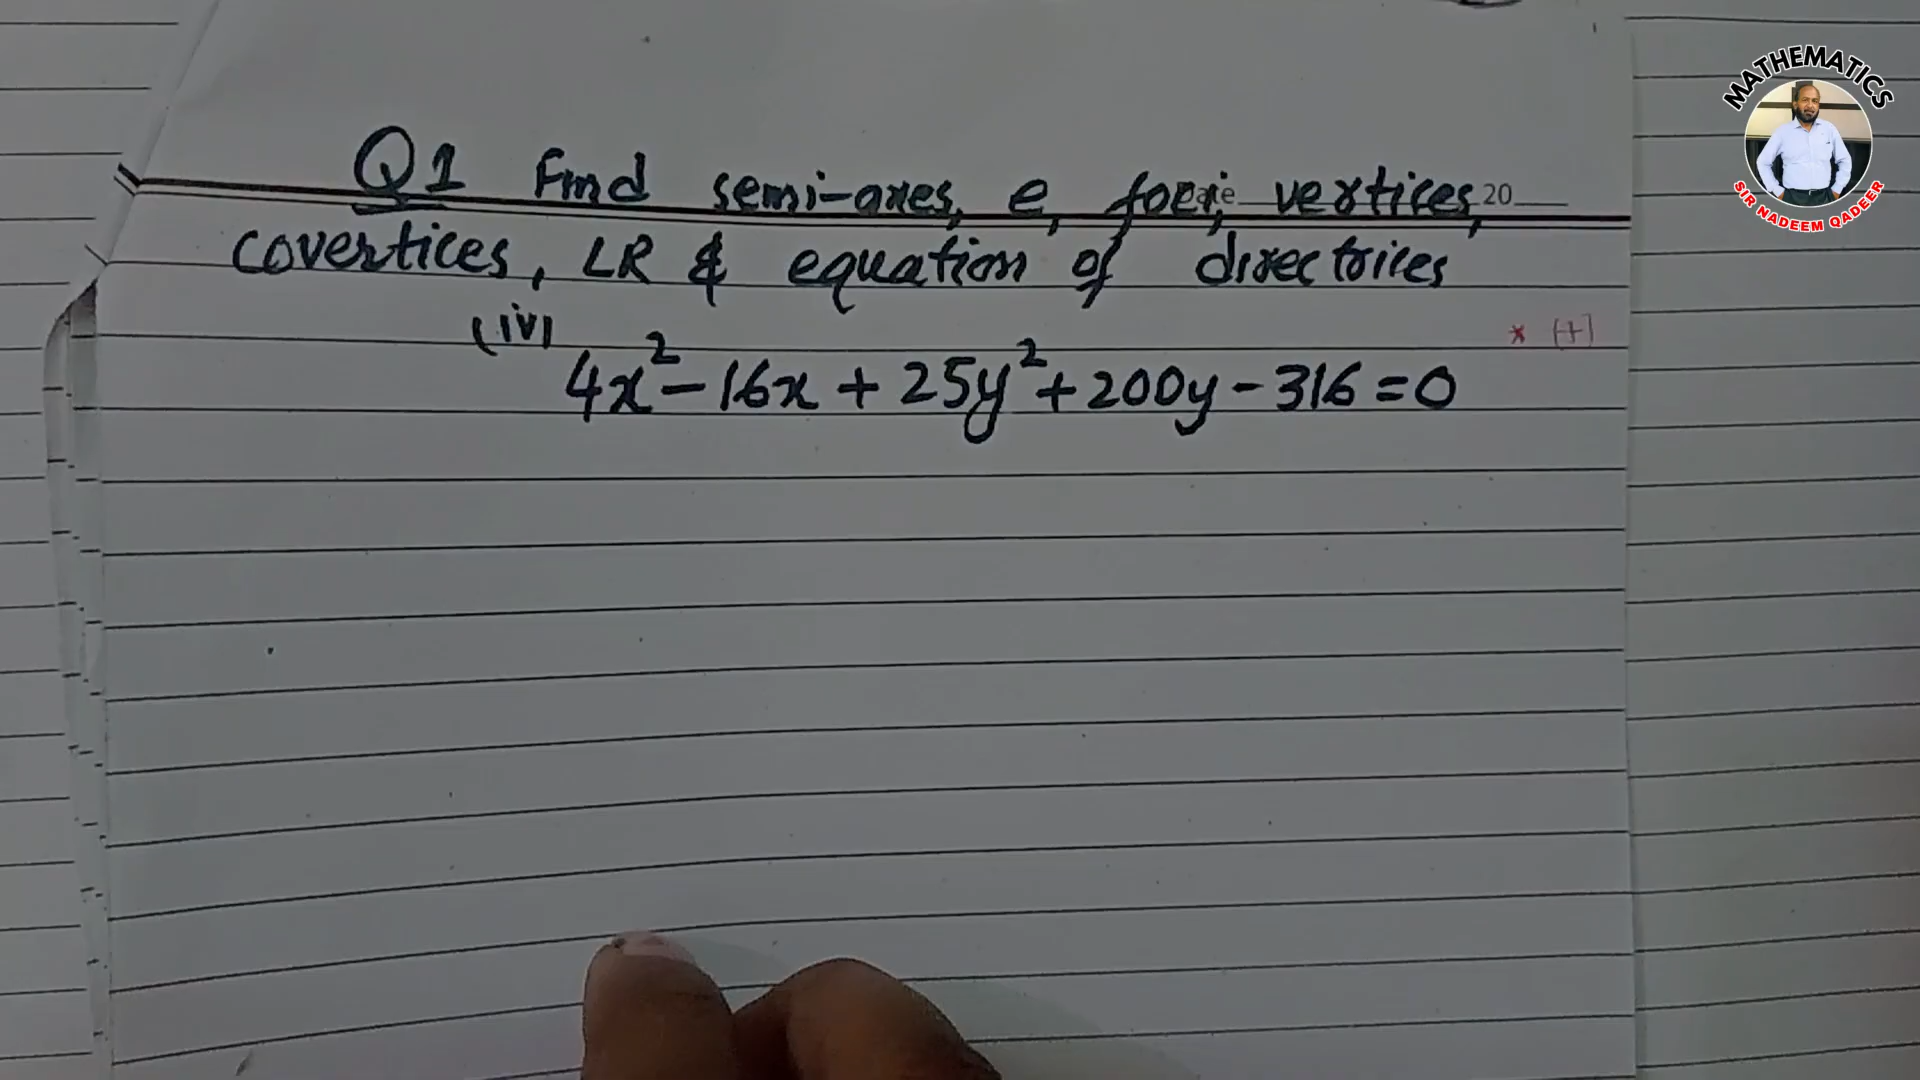 MATHEMATICS
SIR NADEEM QADEER
Q1 Find semi-axes, e, foci, vertices, 20
covertices, LR & equation of directrices
(iv)
4x² - 16x + 25y² + 200y - 316 = 0
* [+]